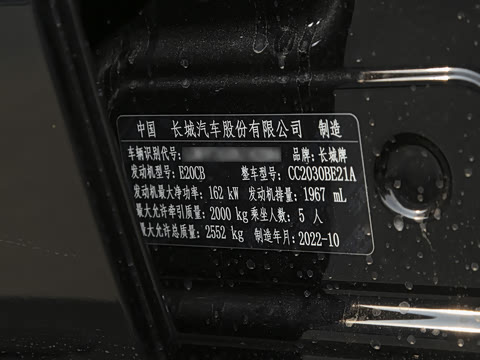 中国 长城汽车股份有限公司 制造
车辆识别代号: 品牌: 长城牌
发动机型号: E20CB 整车型号: CC2030BE21A
发动机最大净功率: 162 kW 发动机排量: 1967 mL
最大允许牵引质量: 2000 kg 乘坐人数: 5 人
最大允许总质量: 2552 kg 制造年月: 2022-10